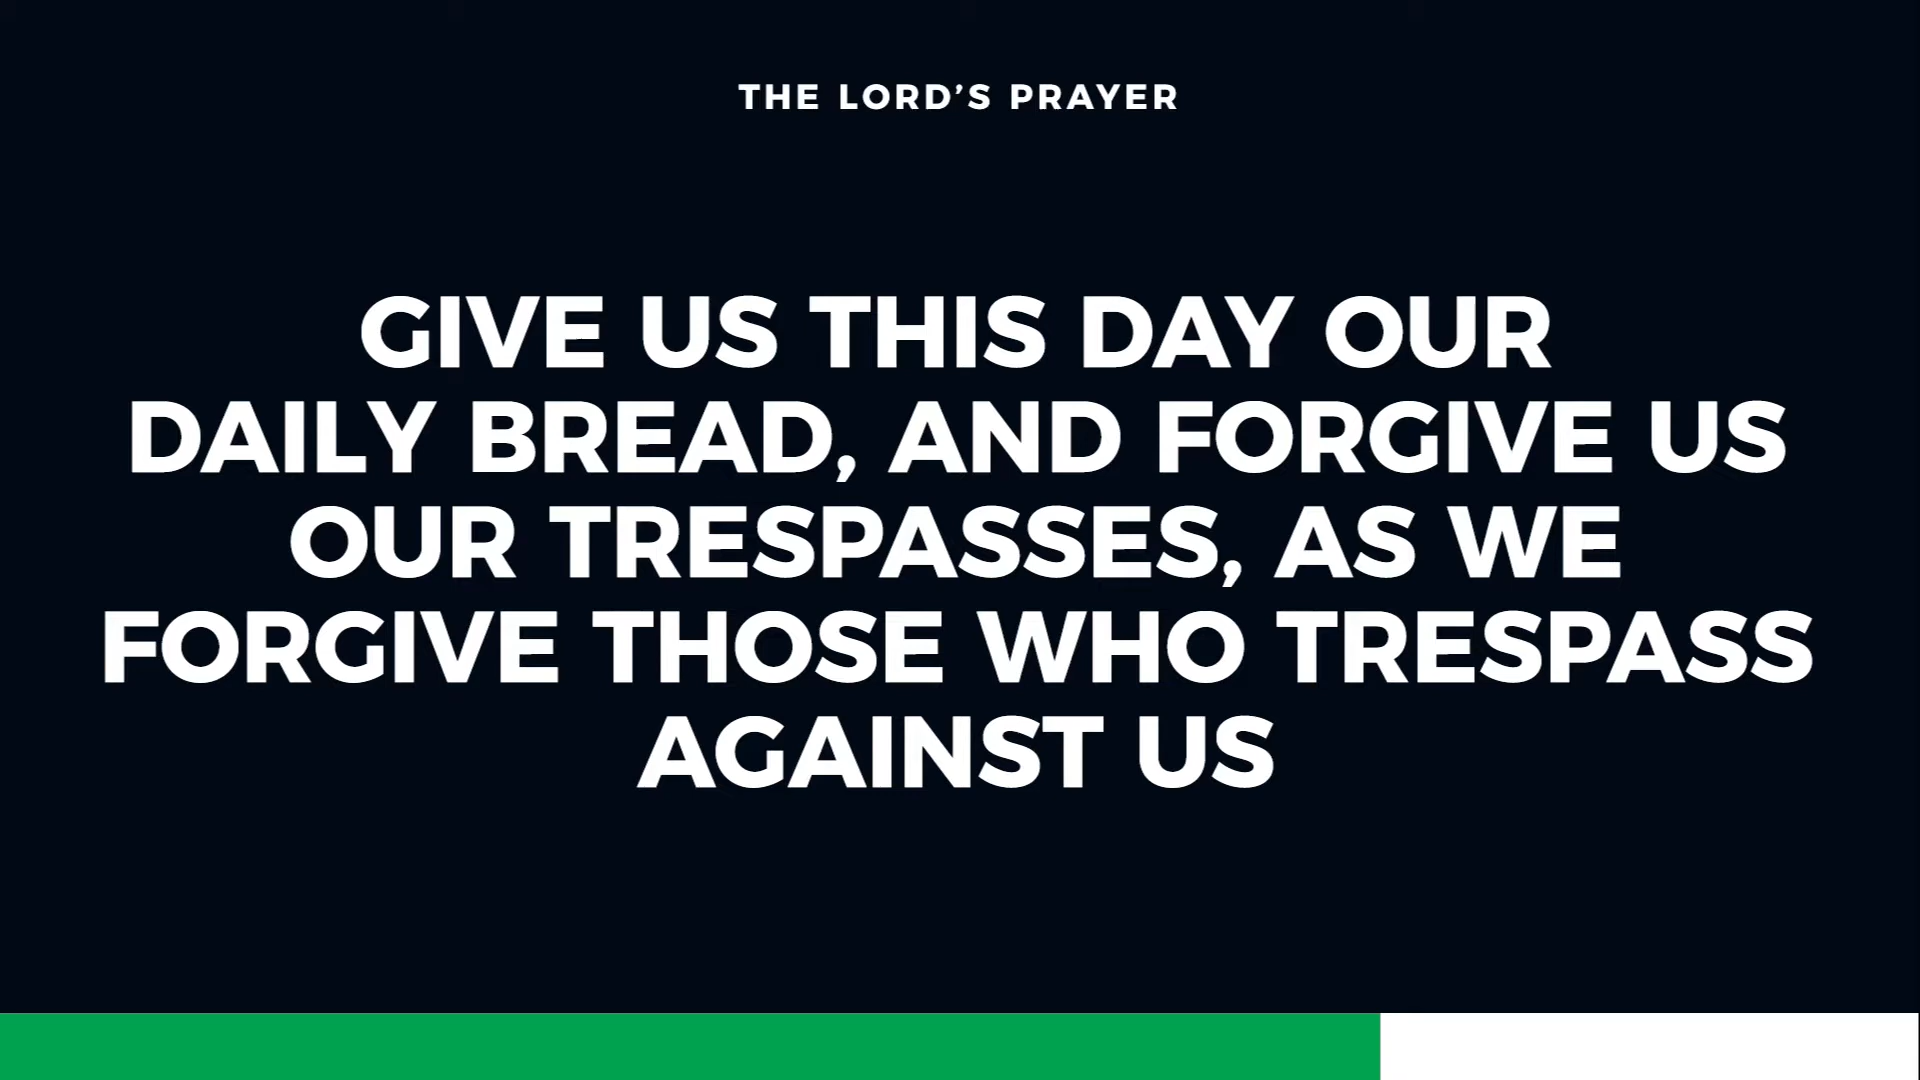 THE LORD’S PRAYER
GIVE US THIS DAY OUR
DAILY BREAD, AND FORGIVE US
OUR TRESPASSES, AS WE
FORGIVE THOSE WHO TRESPASS
AGAINST US